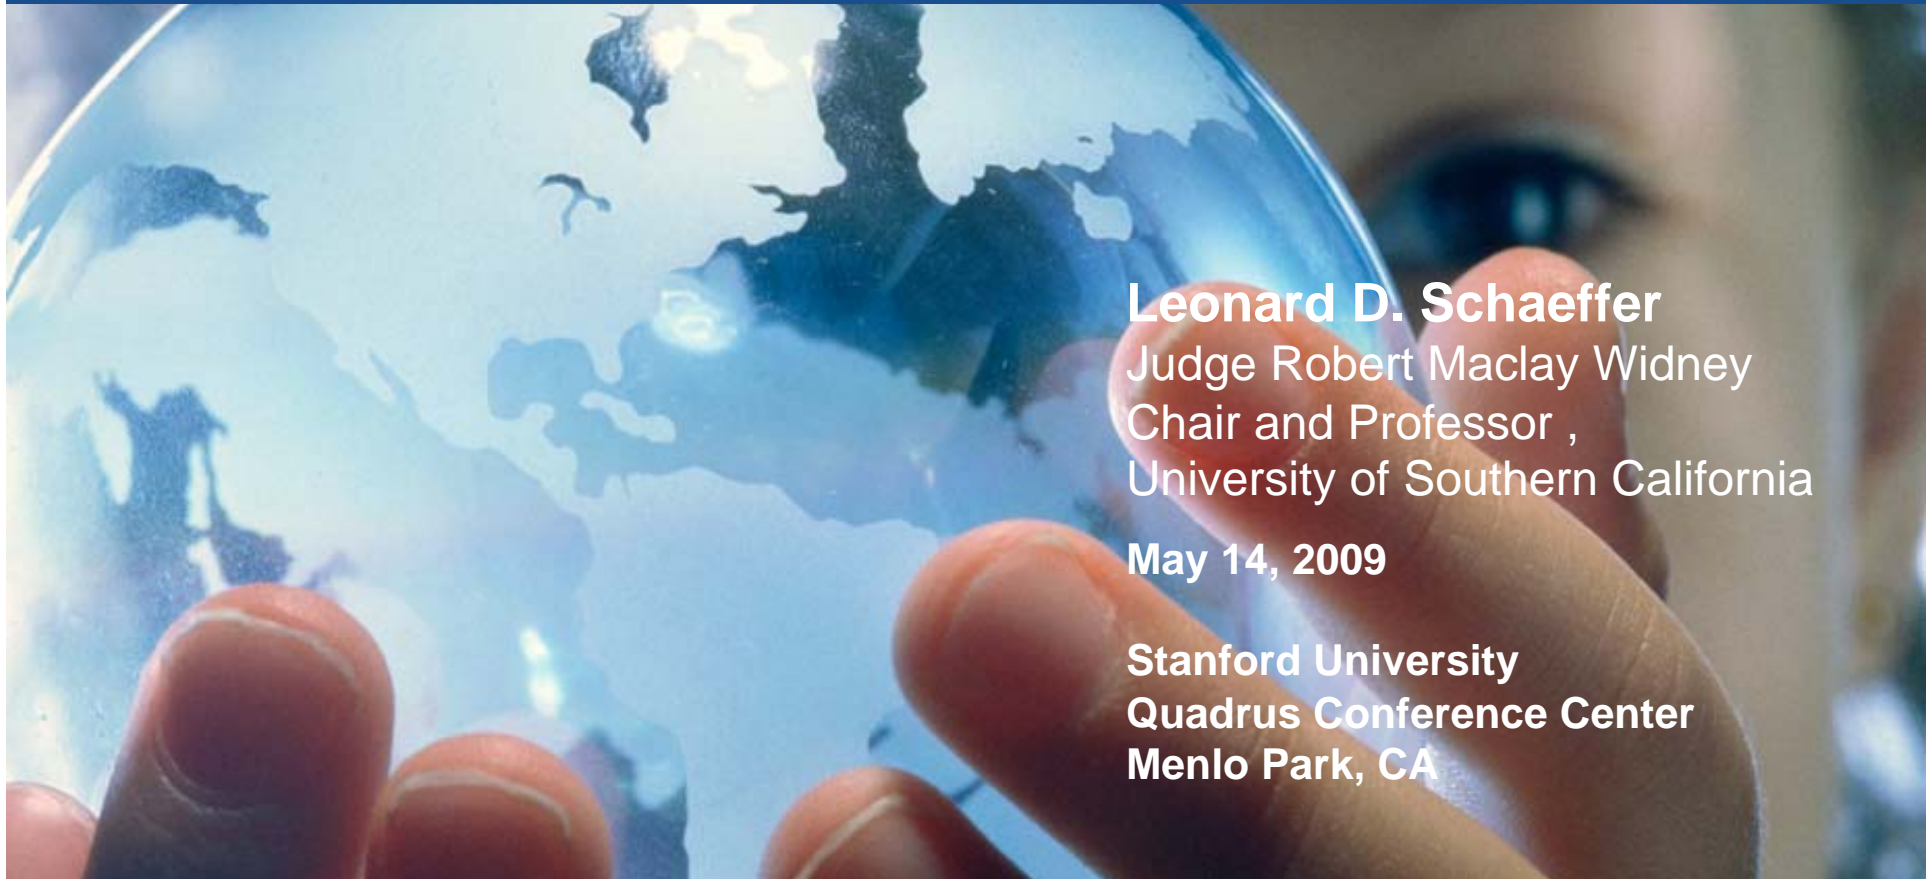 Leonard D. Schaeffer
Judge Robert Maclay Widney
Chair and Professor ,
University of Southern California
May 14, 2009
Stanford University
Quadrus Conference Center
Menlo Park, CA